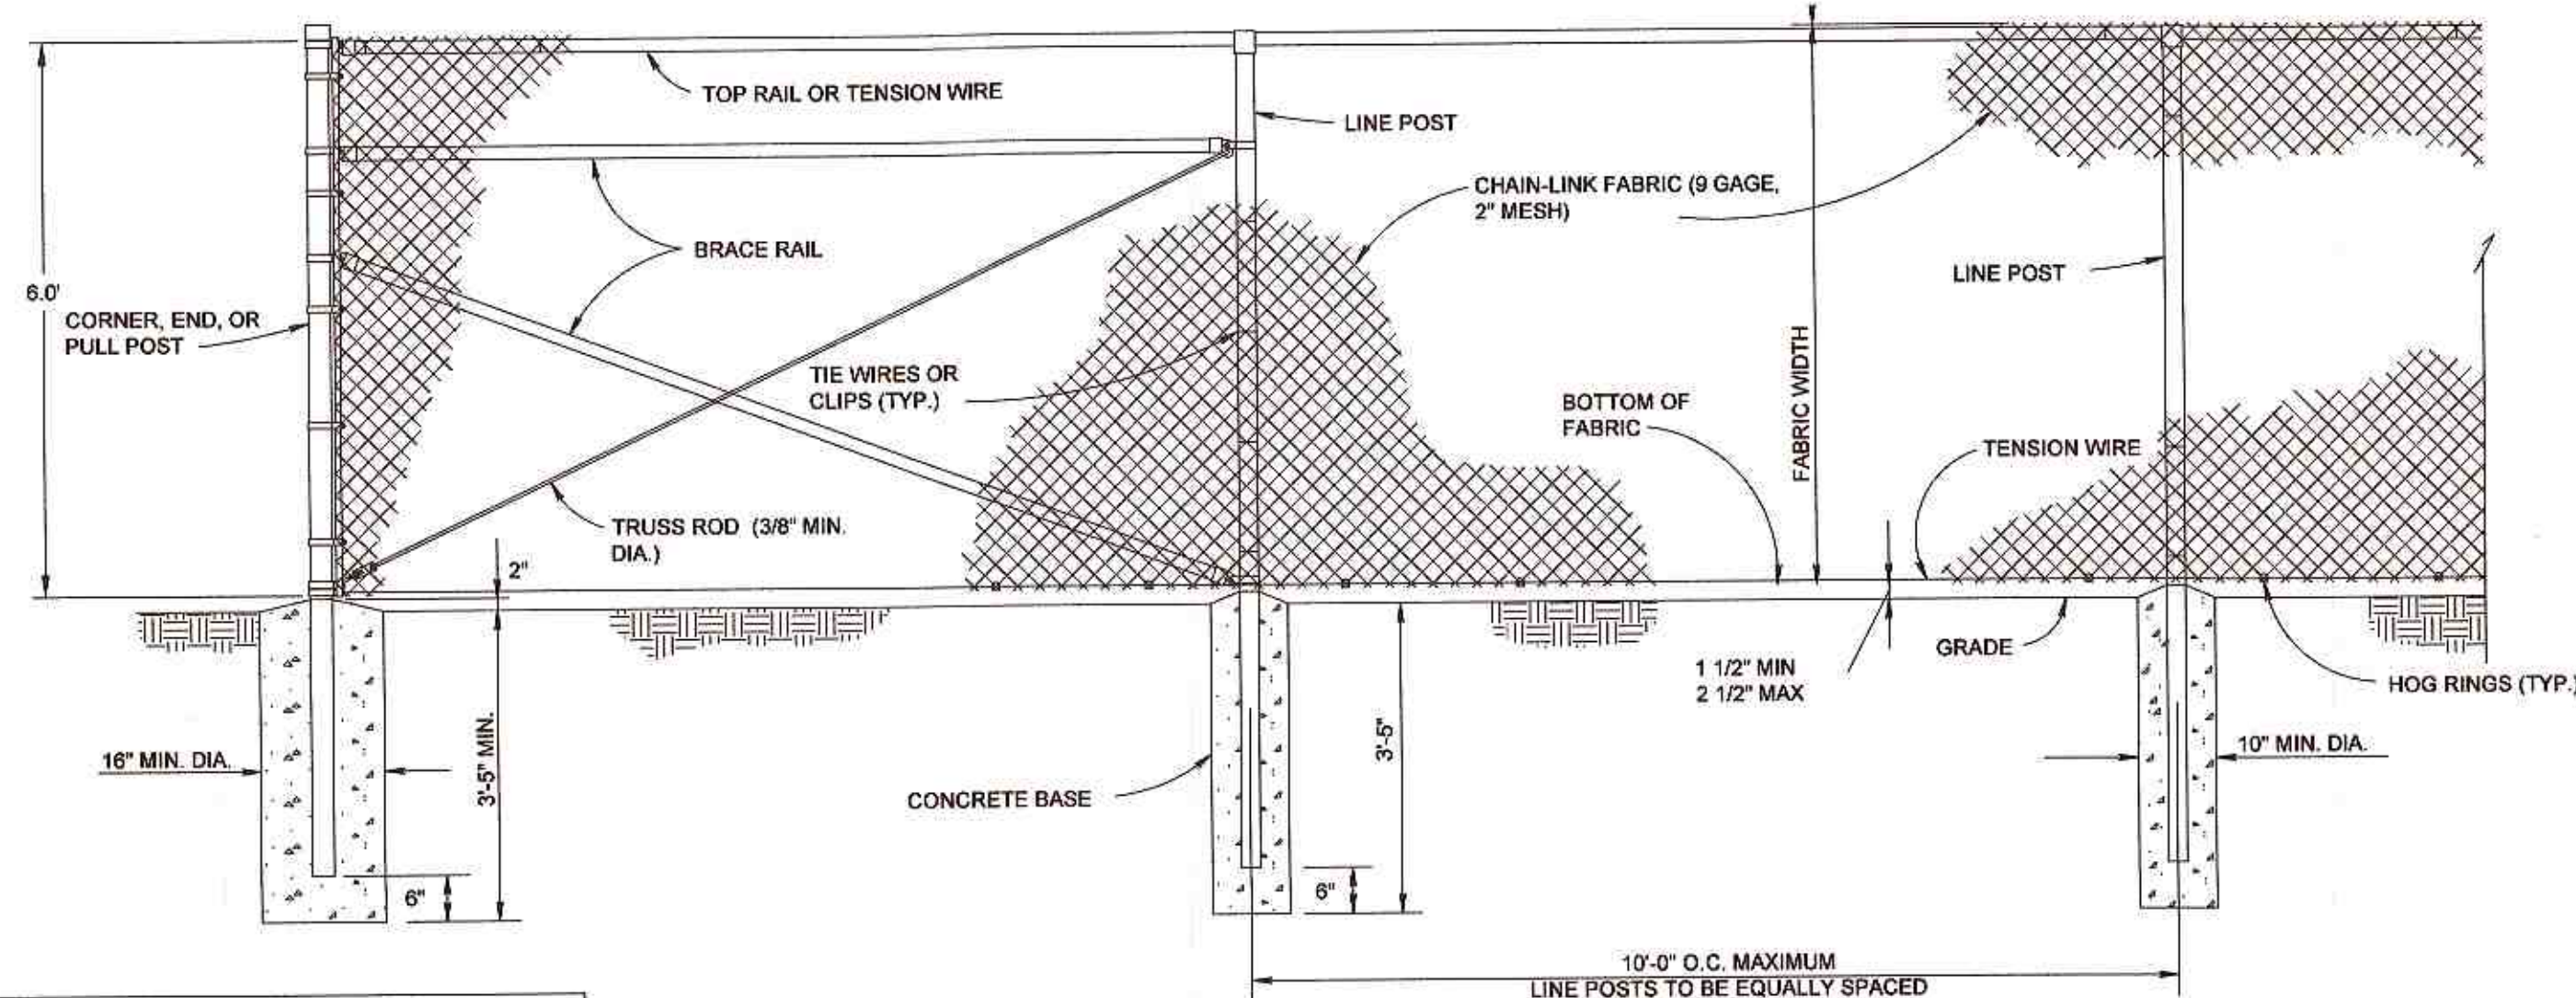 TOP RAIL OR TENSION WIRE
LINE POST
CHAIN-LINK FABRIC (9 GAGE,
2" MESH)
BRACE RAIL
LINE POST
6.0'
CORNER, END, OR
PULL POST
FABRIC WIDTH
TIE WIRES OR
CLIPS (TYP.)
BOTTOM OF
FABRIC
TENSION WIRE
TRUSS ROD (3/8" MIN.
DIA.)
2"
GRADE
1 1/2" MIN
2 1/2" MAX
HOG RINGS (TYP.)
16" MIN. DIA.
3'-5" MIN.
3'-5"
10" MIN. DIA.
CONCRETE BASE
6"
6"
10'-0" O.C. MAXIMUM
LINE POSTS TO BE EQUALLY SPACED